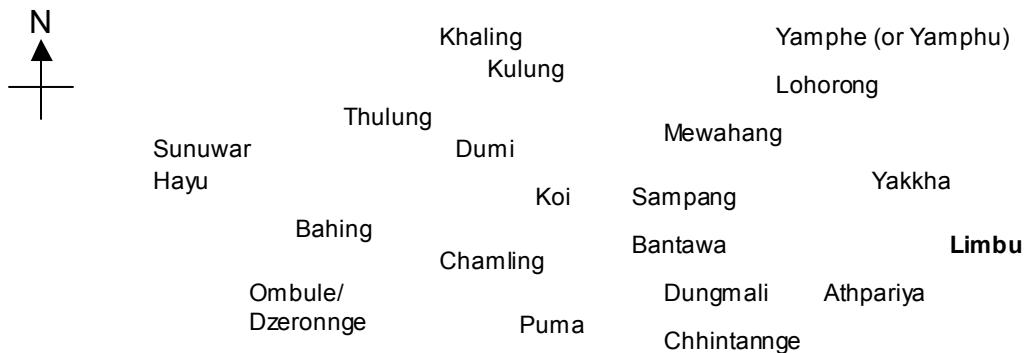 N
Khaling
Yamphe (or Yamphu)
Kulung
Lohorong
Thulung
Mewahang
Sunuwar
Dumi
Hayu
Yakkha
Koi
Sampang
Bahing
Bantawa
Limbu
Chamling
Ombule/
Dzeronnge
Dungmali
Athpariya
Puma
Chhintannge